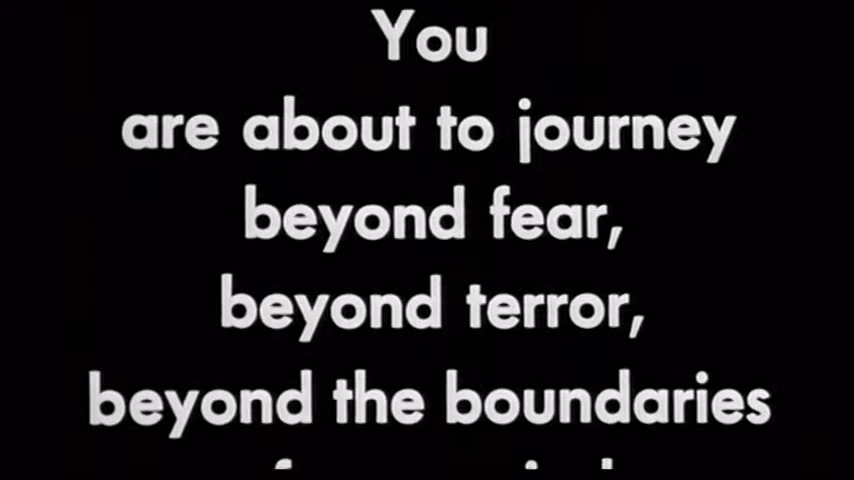 You
are about to journey
beyond fear,
beyond terror,
beyond the boundaries